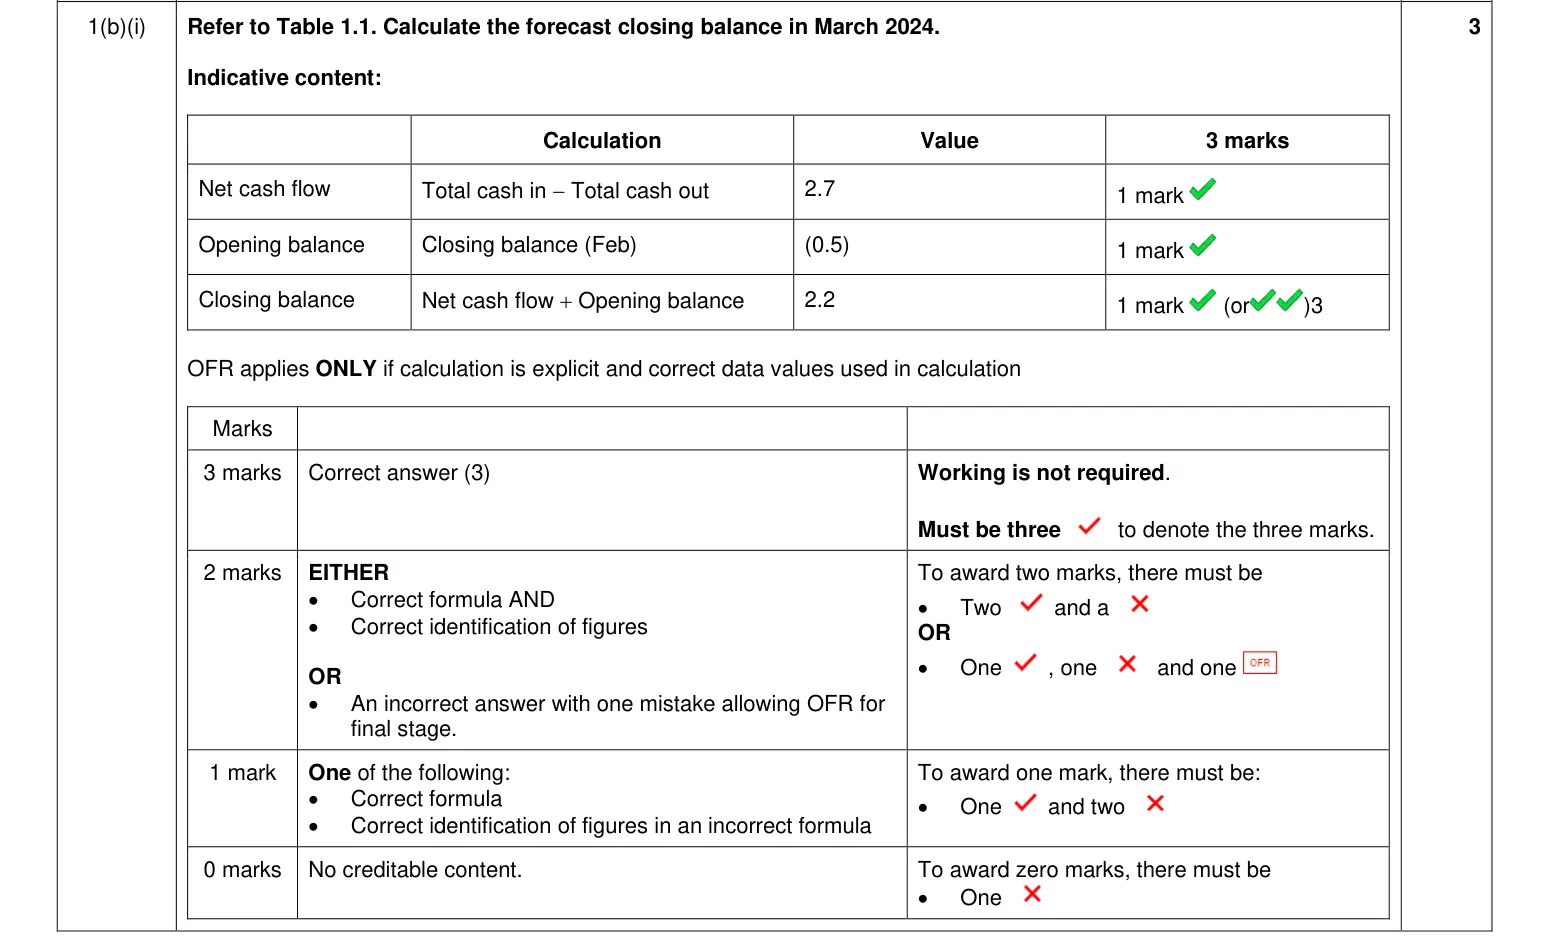 1(b)(i) Refer to Table 1.1. Calculate the forecast closing balance in March 2024. 3
Indicative content:
Calculation Value 3 marks
Net cash flow Total cash in – Total cash out 2.7 1 mark ✓
Opening balance Closing balance (Feb) (0.5) 1 mark ✓
Closing balance Net cash flow + Opening balance 2.2 1 mark ✓ (or✓✓)3
OFR applies ONLY if calculation is explicit and correct data values used in calculation
Marks
3 marks Correct answer (3) Working is not required.
Must be three ✓ to denote the three marks.
2 marks EITHER To award two marks, there must be
• Correct formula AND • Two ✓ and a ✗
• Correct identification of figures OR
OR • One ✓ , one ✗ and one OFR
• An incorrect answer with one mistake allowing OFR for
final stage.
1 mark One of the following: To award one mark, there must be:
• Correct formula • One ✓ and two ✗
• Correct identification of figures in an incorrect formula
0 marks No creditable content. To award zero marks, there must be
• One ✗